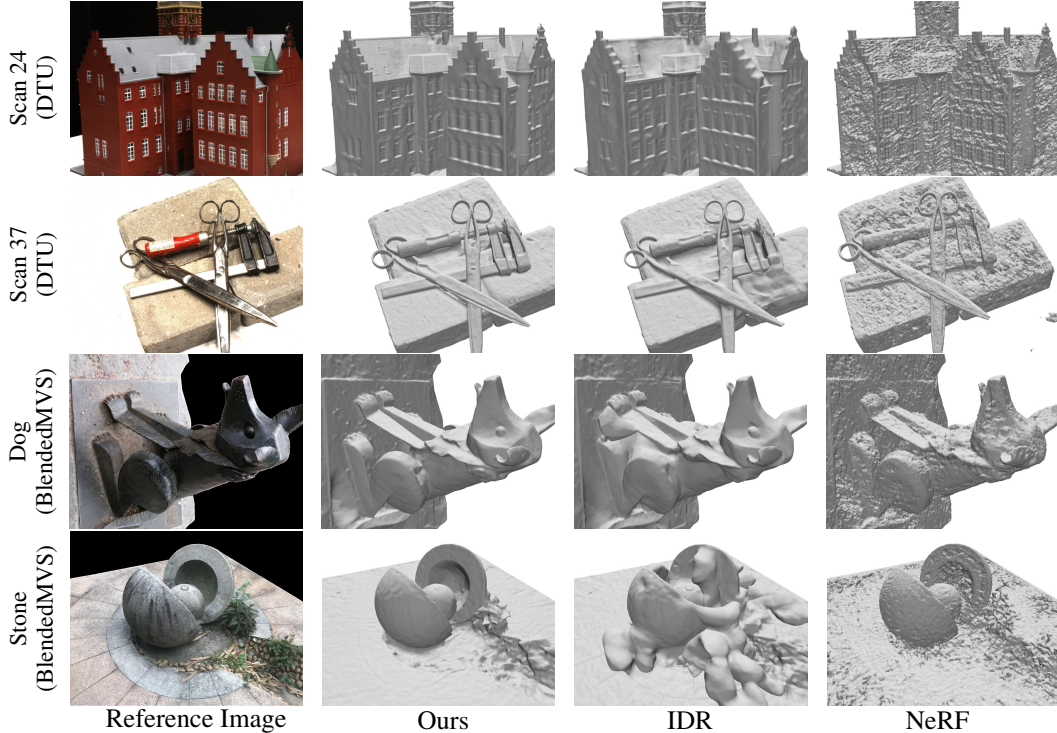 Scan 24
(DTU)
Scan 37
(DTU)
Dog
(BlendedMVS)
Stone
(BlendedMVS)
Reference Image
Ours
IDR
NeRF